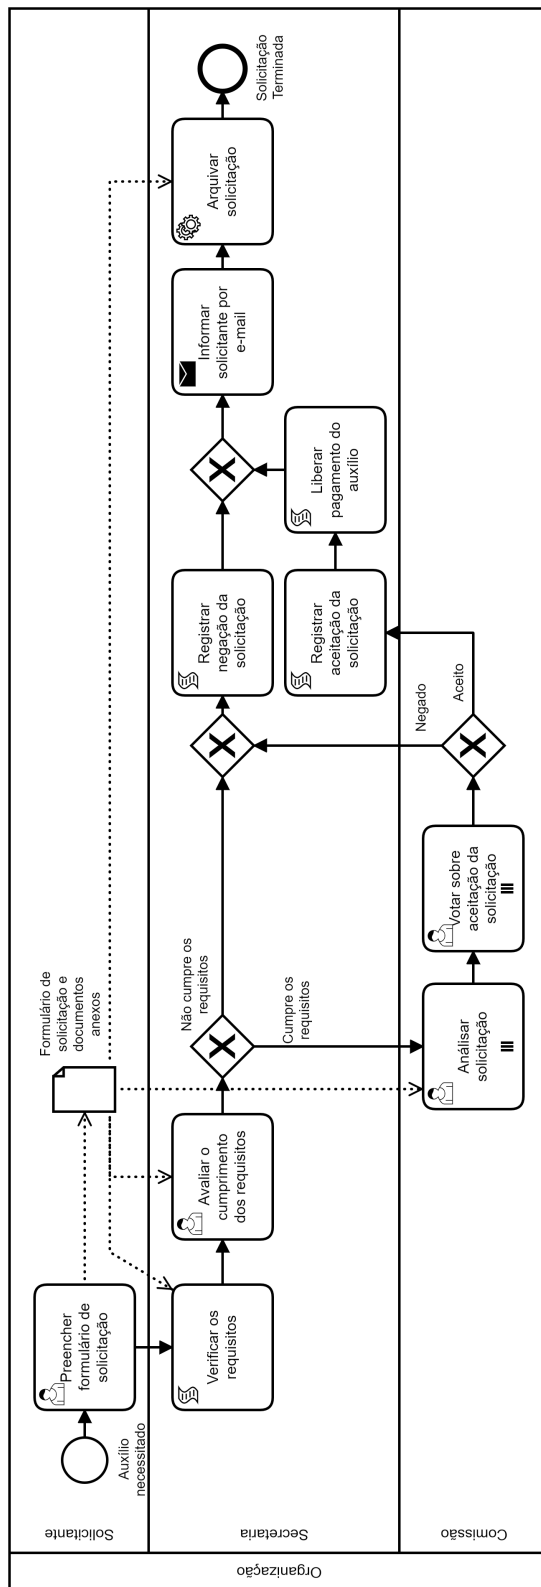 Organização
Solicitante
Secretaria
Comissão
Auxílio
necessitado
Preencher
formulário de
solicitação
Formulário de
solicitação e
documentos
anexos
Verificar os
requisitos
Avaliar o
cumprimento
dos requisitos
Não cumpre os
requisitos
Cumpre os
requisitos
Análisar
solicitação
Votar sobre
aceitação da
solicitação
Negado
Aceito
Registrar
negação da
solicitação
Registrar
aceitação da
solicitação
Liberar
pagamento do
auxílio
Informar
solicitante por
e-mail
Arquivar
solicitação
Solicitação
Terminada